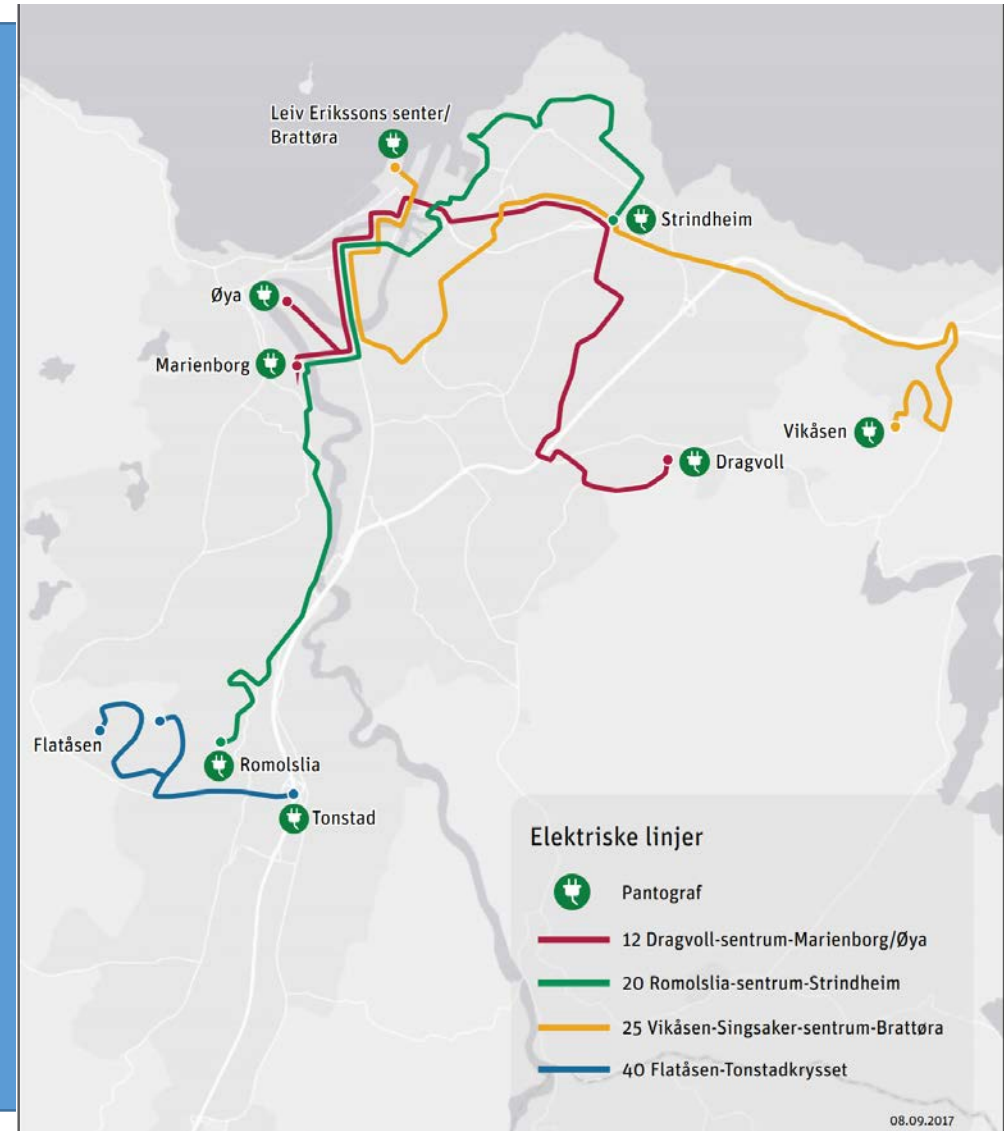 Leiv Erikssons senter/
Brattøra
Strindheim
Øya
Marienborg
Vikåsen
Dragvoll
Flatåsen
Romolslia
Tonstad
Elektriske linjer
Pantograf
12 Dragvoll-sentrum-Marienborg/Øya
20 Romolslia-sentrum-Strindheim
25 Vikåsen-Singsaker-sentrum-Brattøra
40 Flatåsen-Tonstadkrysset
08.09.2017